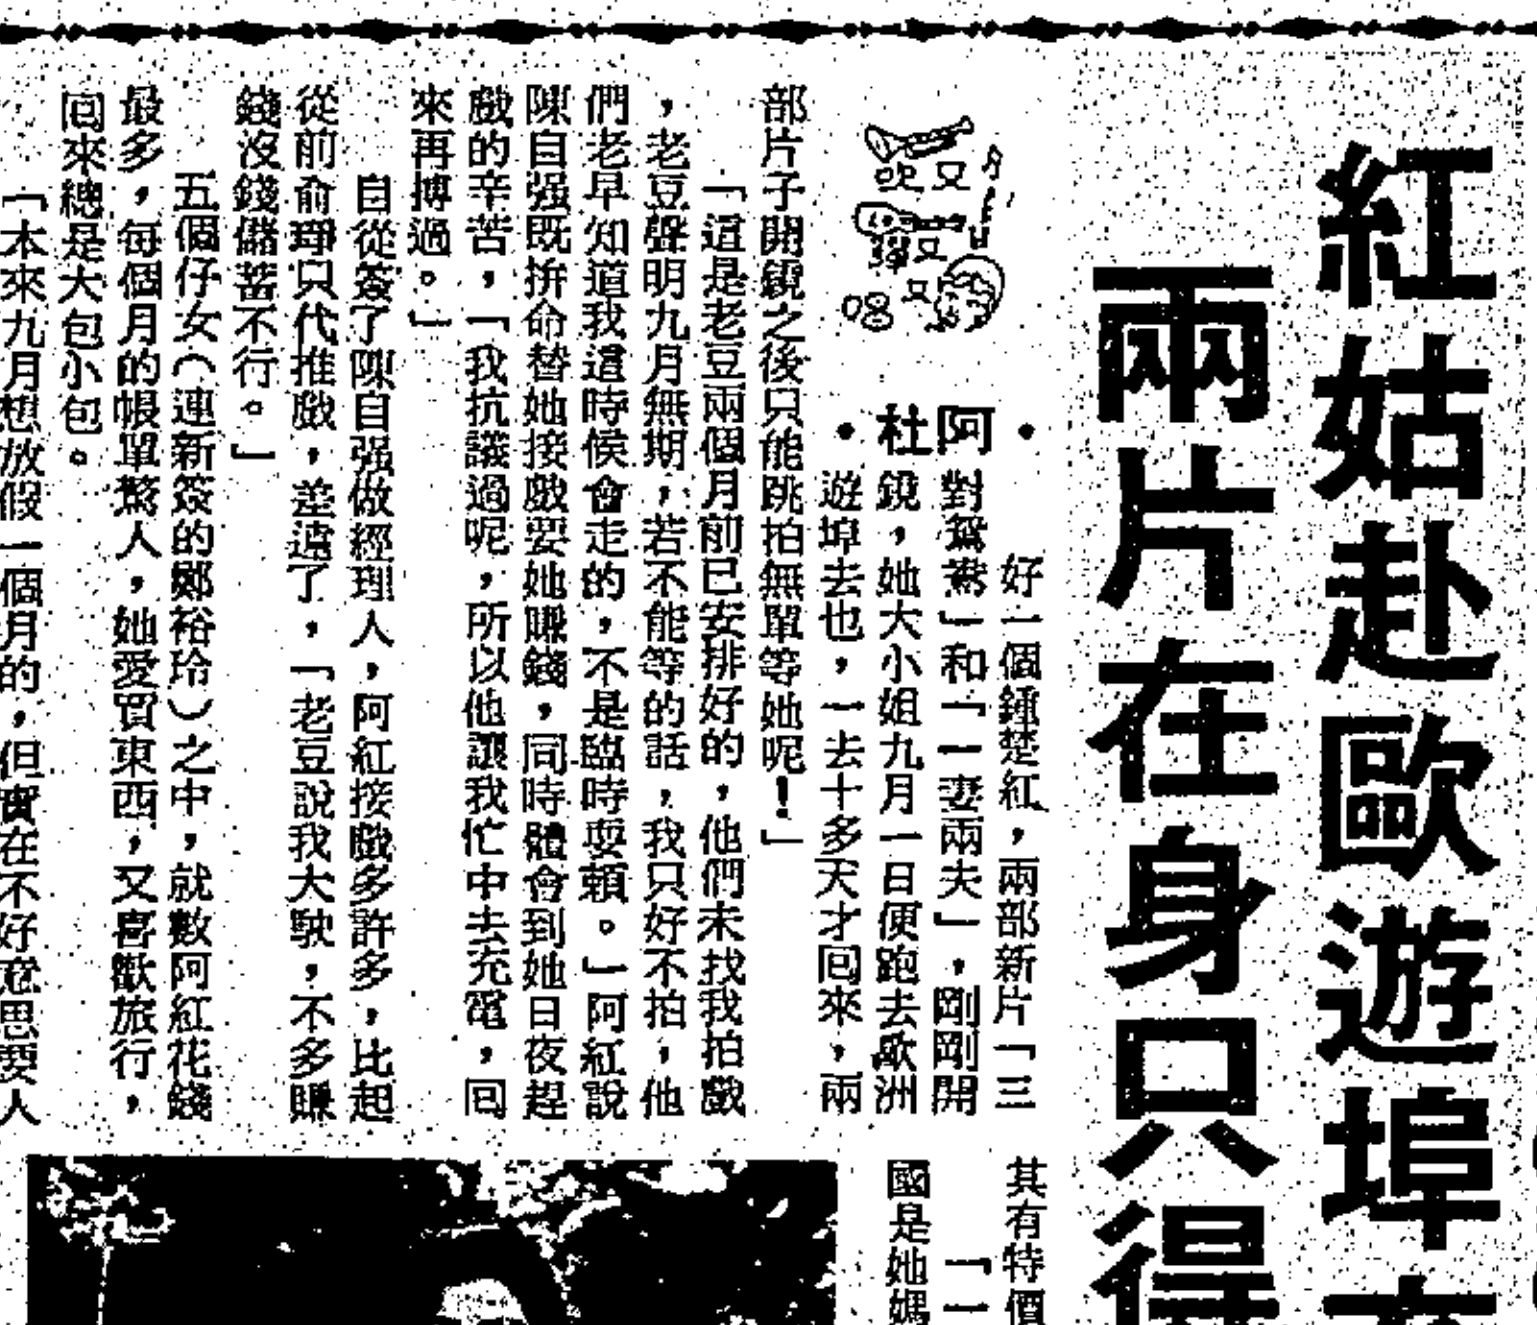 紅姑赴歐遊埠
兩片在身只得
吹又
彈又
唱又
•阿杜•
好一個鍾楚紅，兩部新片「三
對鴛鴦」和「一妻兩夫」，剛剛開
鏡，她大小姐九月一日便跑去歐洲
遊埠去也，一去十多天才囘來，兩
部片子開鏡之後只能跳拍無單等她呢！」
「這是老豆兩個月前已安排好的，他們未找我拍戲
，老豆聲明九月無期，若不能等的話，我只好不拍，他
們老早知道我這時候會走的，不是臨時耍賴。」阿紅說
陳自强既拚命替她接戲要她賺錢，同時體會到她日夜趕
戲的辛苦，「我抗議過呢，所以他讓我忙中去充電，囘
來再搏過。」
自從簽了陳自强做經理人，阿紅接戲多許多，比起
從前俞琤只代推戲，差遠了，「老豆說我大駛，不多賺
錢沒錢儲蓄不行。」
五個仔女（連新簽的鄭裕玲）之中，就數阿紅花錢
最多，每個月的帳單驚人，她愛買東西，又喜歡旅行，
囘來總是大包小包。
「本來九月想放假一個月的，但實在不好意思要人
其有特價
「一
國是她媽